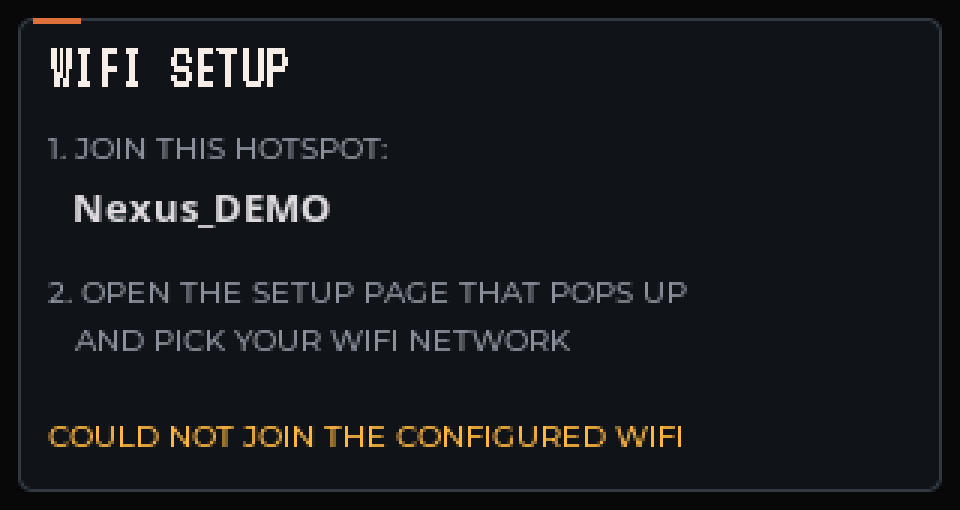 WIFI SETUP
1. JOIN THIS HOTSPOT:
Nexus_DEMO
2. OPEN THE SETUP PAGE THAT POPS UP
AND PICK YOUR WIFI NETWORK
COULD NOT JOIN THE CONFIGURED WIFI